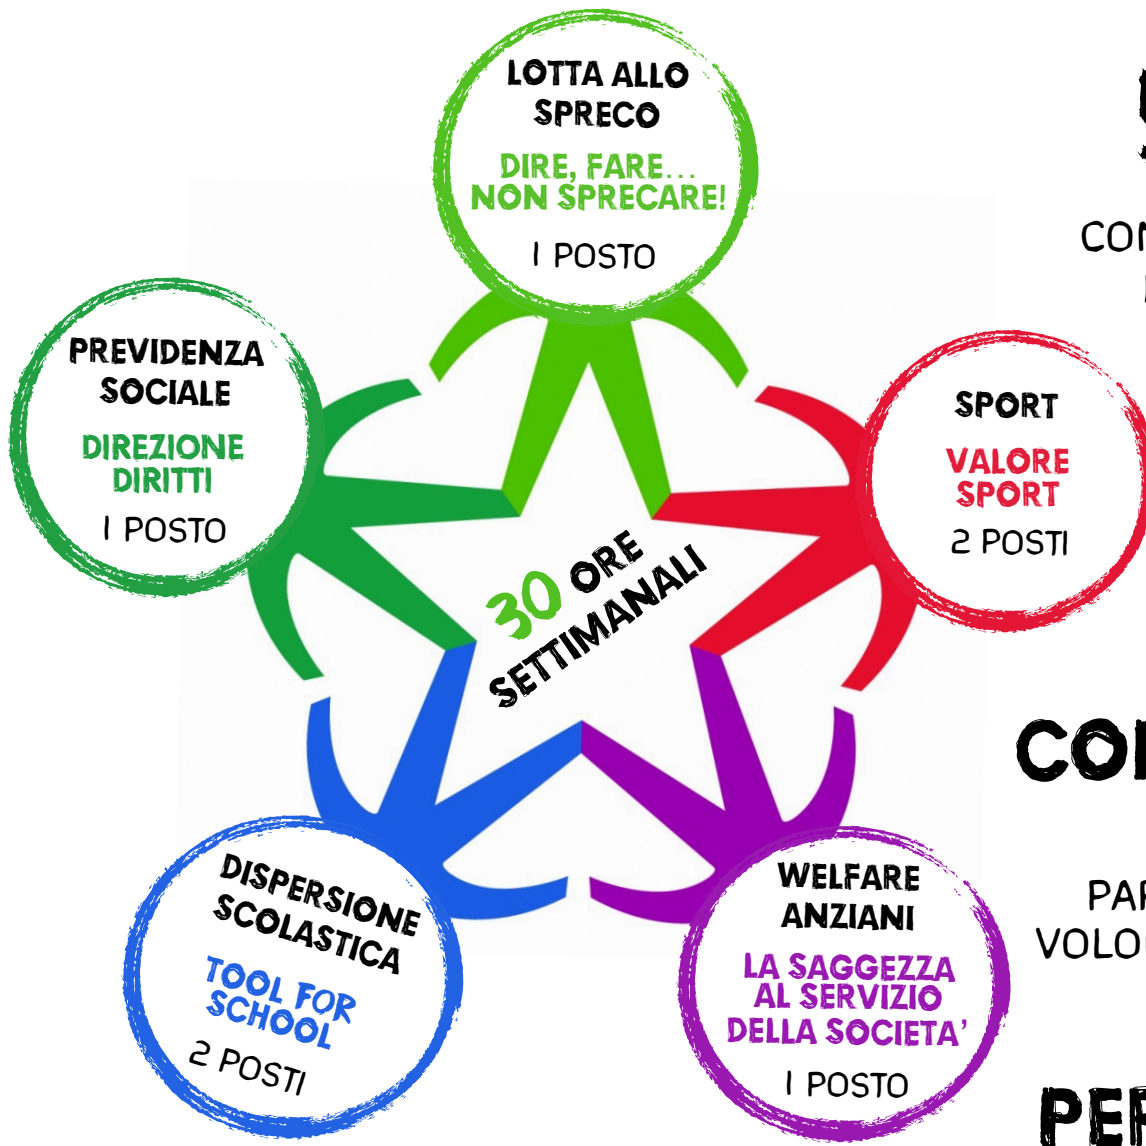 LOTTA ALLO
SPRECO
DIRE, FARE...
NON SPRECARE!
1 POSTO
PREVIDENZA
SOCIALE
DIREZIONE
DIRITTI
1 POSTO
SPORT
VALORE
SPORT
2 POSTI
30 ORE
SETTIMANALI
DISPERSIONE
SCOLASTICA
TOOL FOR
SCHOOL
2 POSTI
WELFARE
ANZIANI
LA SAGGEZZA
AL SERVIZIO
DELLA SOCIETA'
1 POSTO